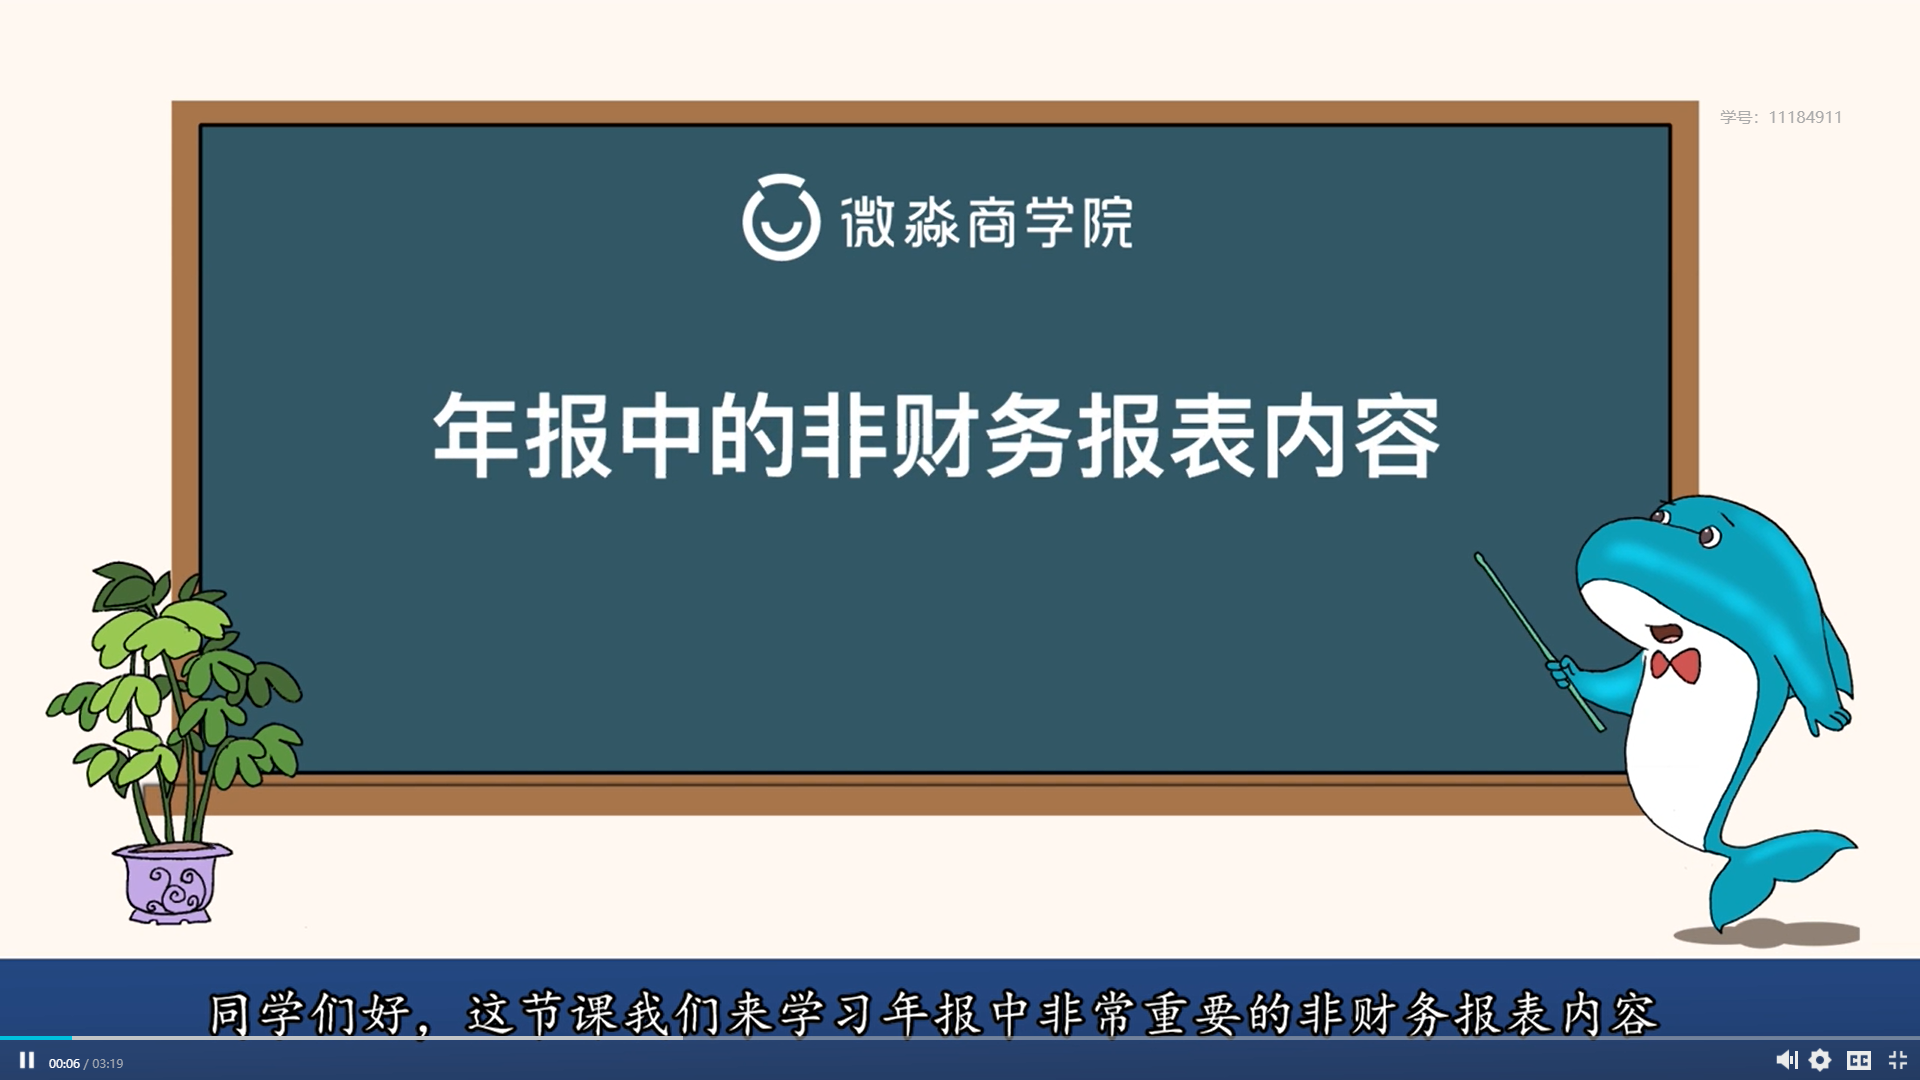 学号：11184911
微淼商学院
年报中的非财务报表内容
同学们好，这节课我们来学习年报中非常重要的非财务报表内容
00:06 / 03:19
CC